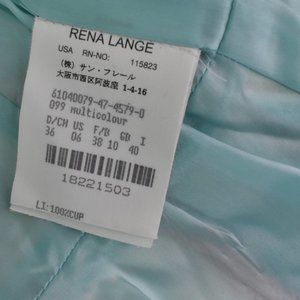 RENA LANGE
USA RN-NO: 115823
(株) サン・フレール
大阪市西区阿波座 1-4-16
61040079-47-4579-0
099 Multicolour
D/CH US F/B GB I
36 06 38 10 40
18221503
LI:100%CUP